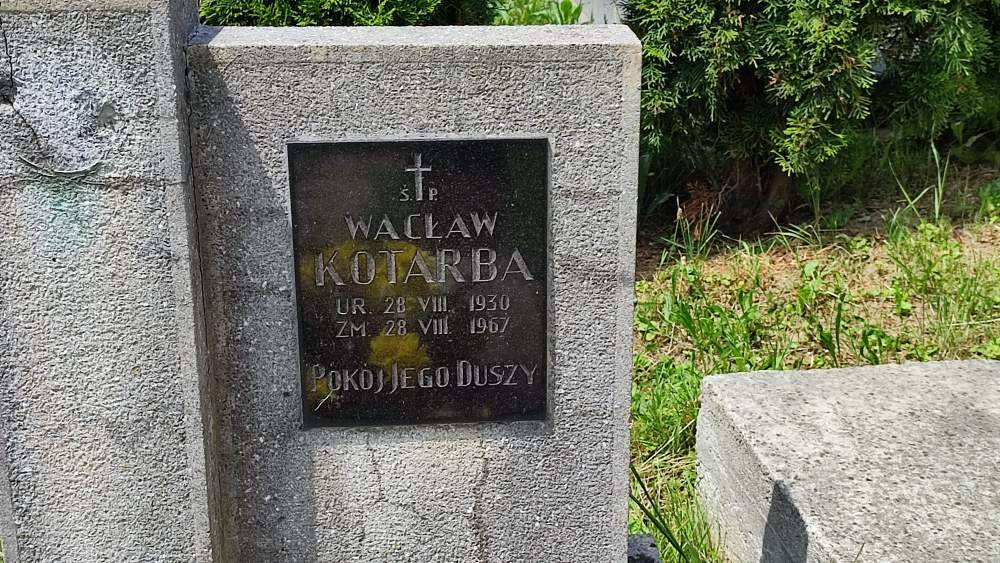 Ś. P.
WACŁAW
KOTARBA
UR. 28 VIII. 1930
ZM. 28 VIII. 1967
POKÓJ JEGO DUSZY